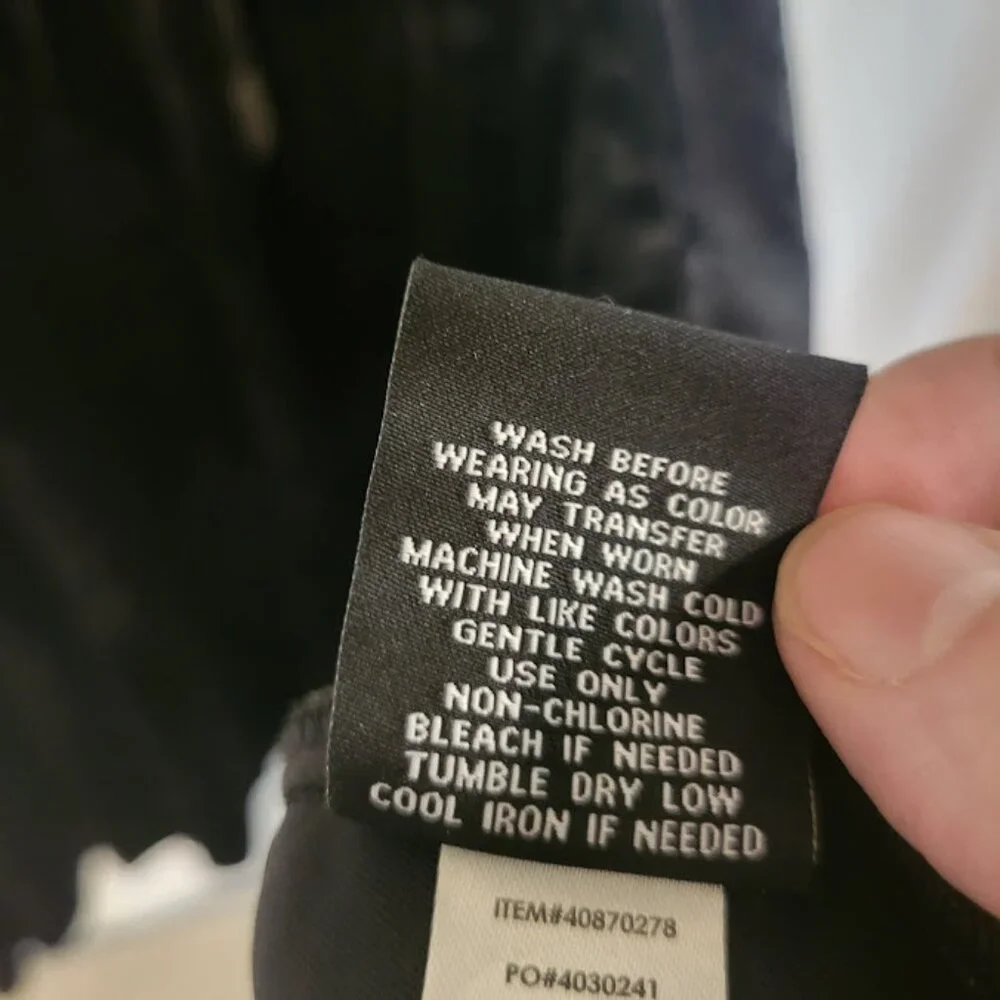 WASH BEFORE
WEARING AS COLOR
MAY TRANSFER
WHEN WORN
MACHINE WASH COLD
WITH LIKE COLORS
GENTLE CYCLE
USE ONLY
NON-CHLORINE
BLEACH IF NEEDED
TUMBLE DRY LOW
COOL IRON IF NEEDED
ITEM#40870278
PO#4030241